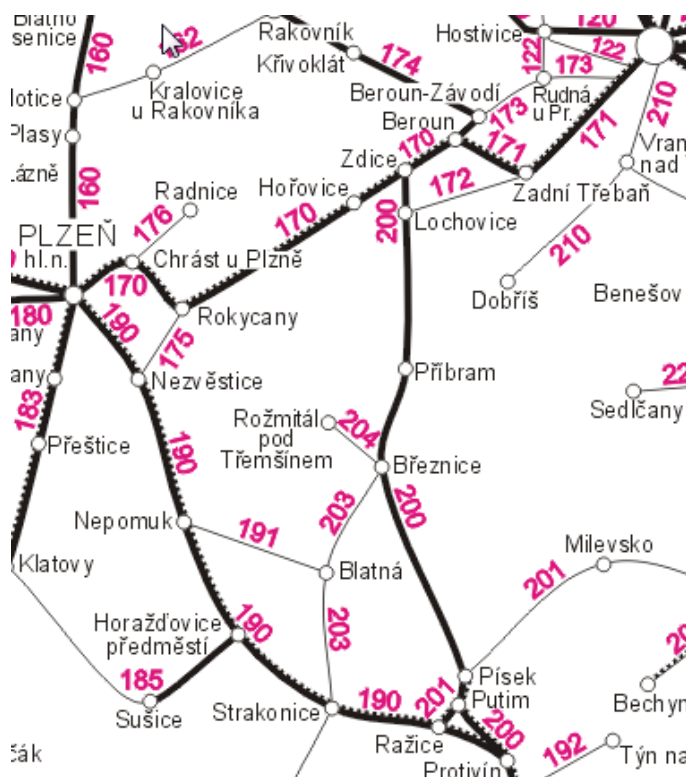 Blatno
senice
160
162
Rakovník
Křivoklát
174
Hostivice
120
122
122
173
Kralovice
u Rakovníka
Beroun-Závodí
173
Rudná
u Pr.
210
lotice
Plasy
Beroun
171
171
Vran
nad
lázně
160
Zdice
170
Radnice
Hořovice
172
Zadní Třebaň
176
170
200
Lochovice
PLZEŇ
hl.n.
Chrást u Plzně
210
170
180
190
Rokycany
Dobříš
Benešov
any
175
any
Nezvěstice
Příbram
22
183
Rožmitál
pod
Třemšínem
204
Sedlčany
Přeštice
190
Březnice
203
200
Nepomuk
191
Milevsko
Klatovy
Blatná
201
Horažďovice
předměstí
190
203
185
Písek
Putim
Bechyn
Sušice
Strakonice
190
201
200
Ražice
192
Týn na
čák
Protivín